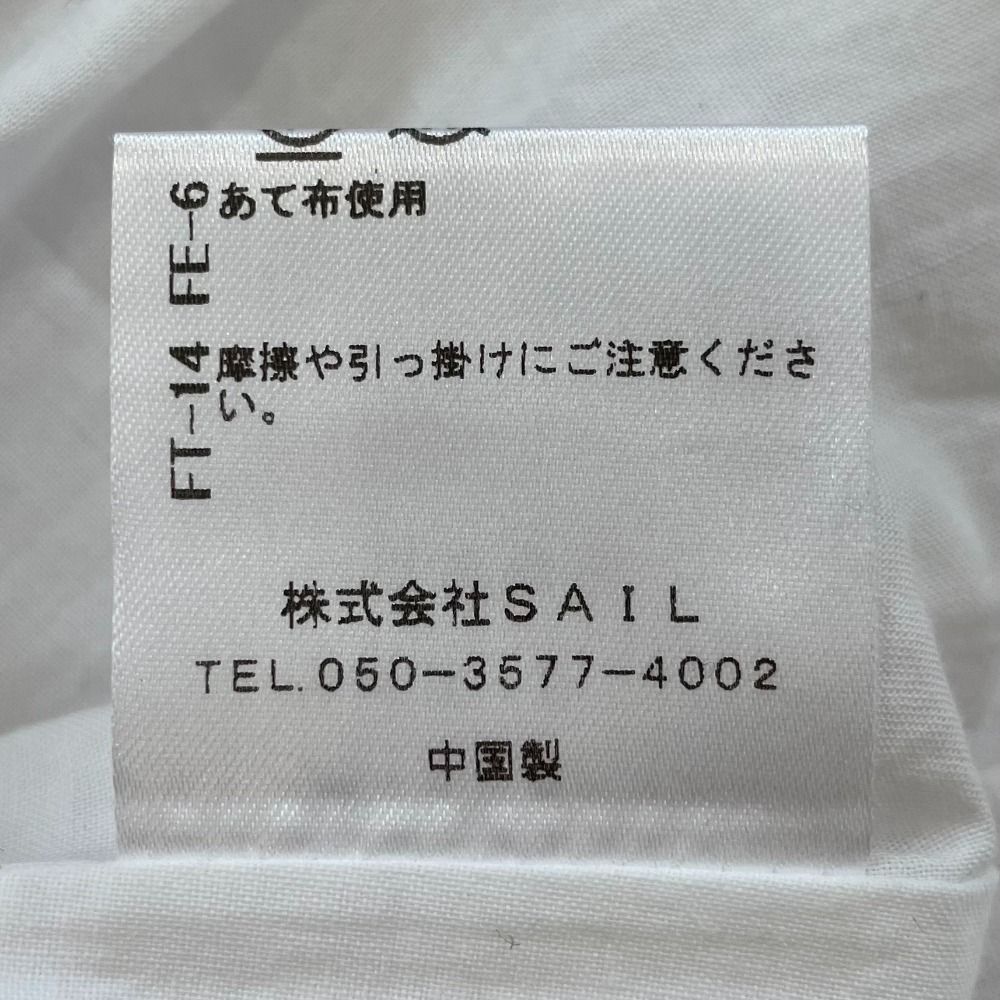 あて布使用
摩擦や引っ掛けにご注意くださ
い。
FT-14 FE-6
株式会社ＳＡＩＬ
TEL.050-3577-4002
中国製